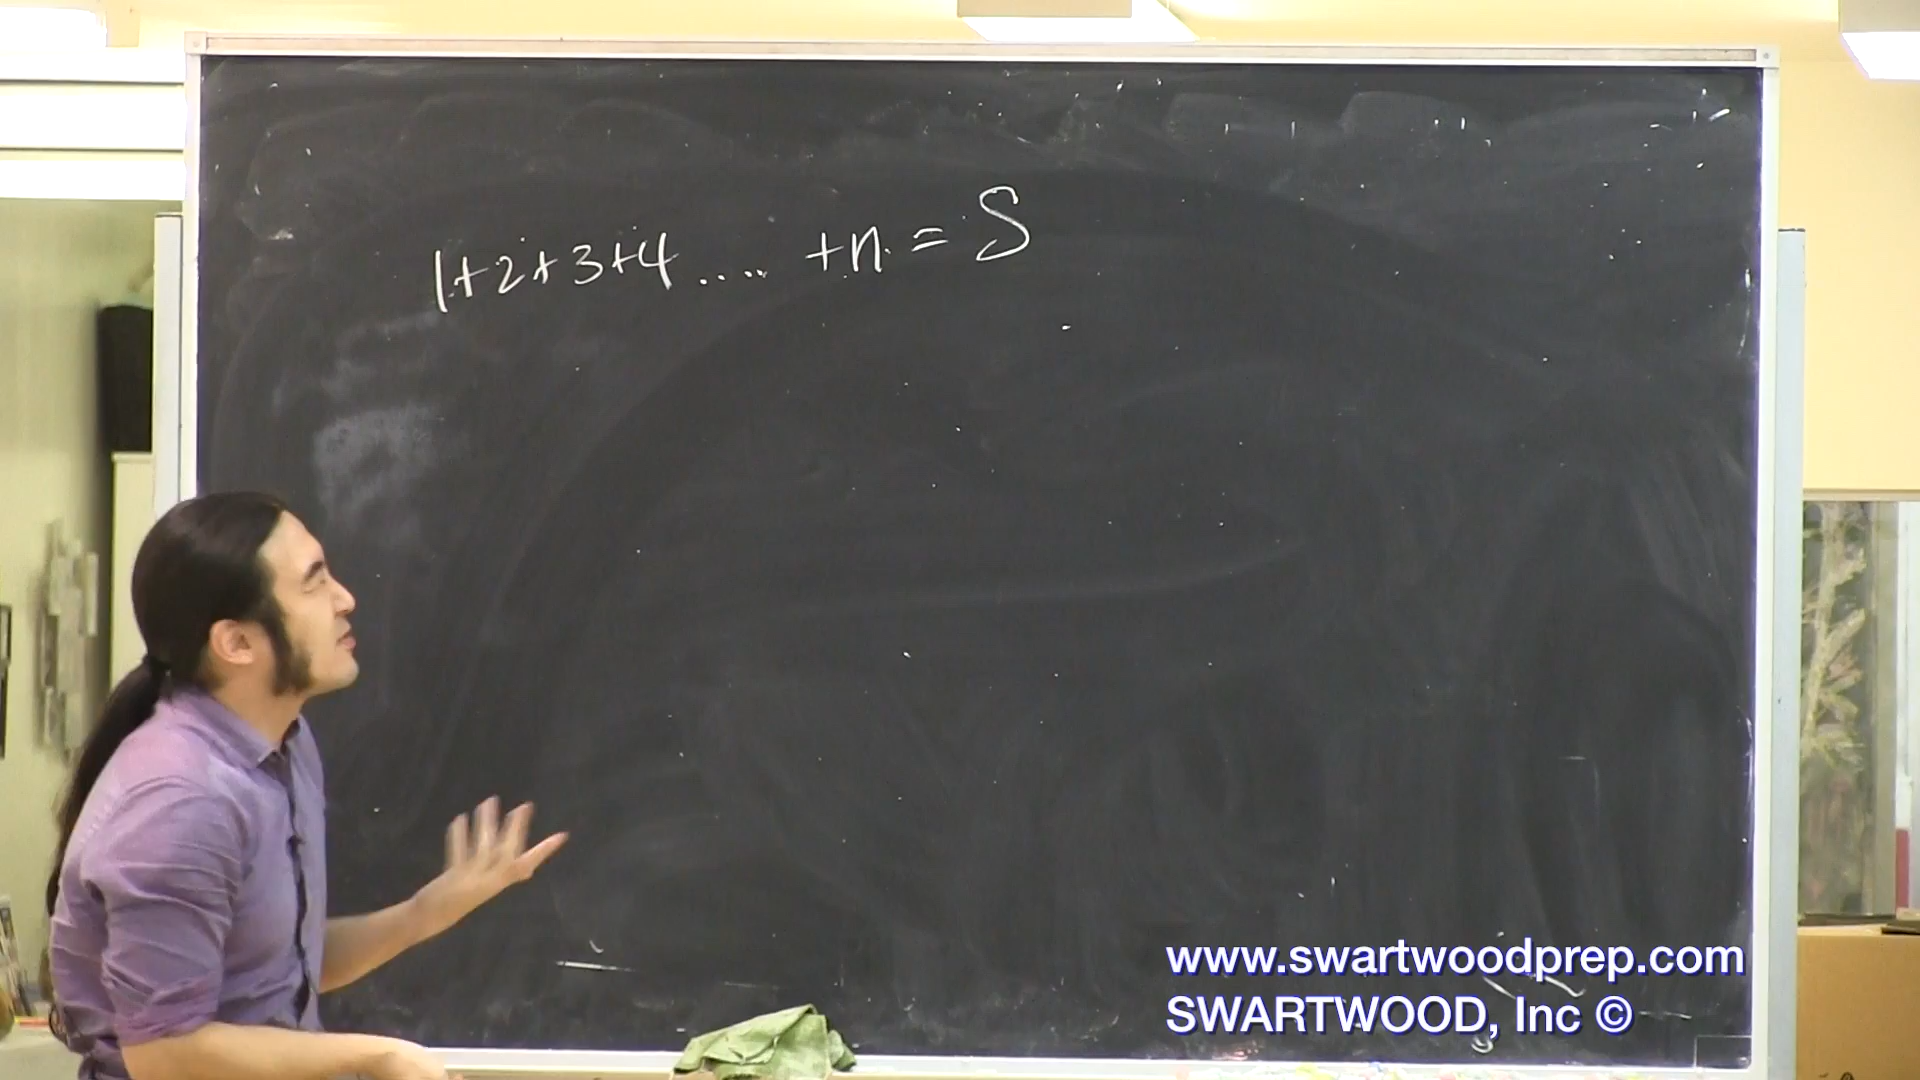 1+2+3+4 .... +n = S
www.swartwoodprep.com
SWARTWOOD, Inc ©